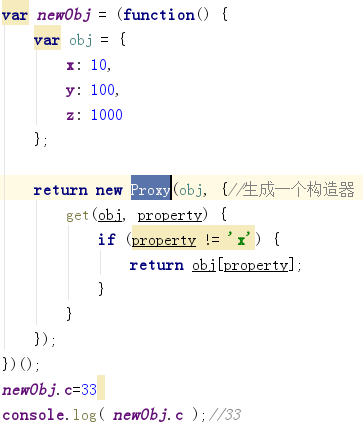 var newObj = (function() {
    var obj = {
        x: 10,
        y: 100,
        z: 1000
    };
    return new Proxy(obj, {//生成一个构造器
        get(obj, property) {
            if (property != 'x') {
                return obj[property];
            }
        }
    });
})();
newObj.c=33
console.log( newObj.c );//33